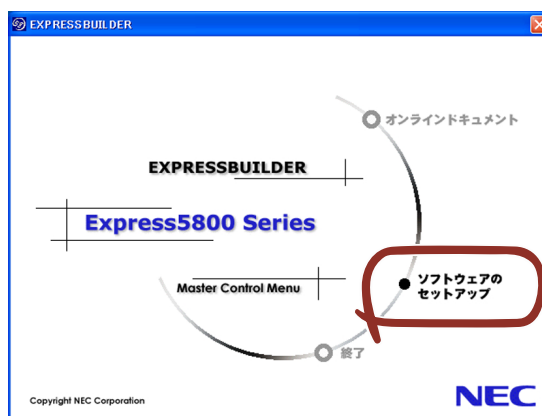 EXPRESSBUILDER
オンラインドキュメント
EXPRESSBUILDER
Express5800 Series
ソフトウェアの
セットアップ
Master Control Menu
終了
Copyright NEC Corporation
NEC